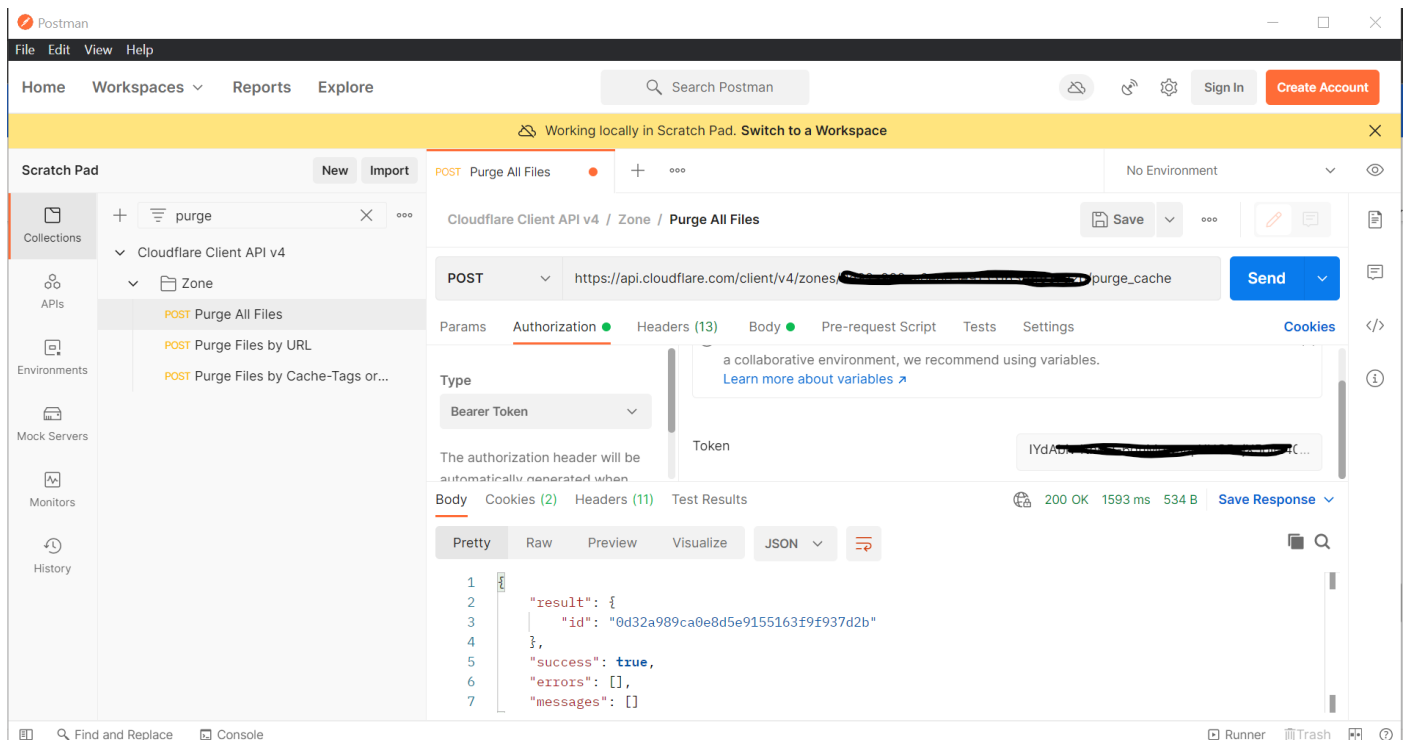 Postman
File Edit View Help
Home Workspaces Reports Explore Search Postman Sign In Create Account
Working locally in Scratch Pad. Switch to a Workspace
Scratch Pad New Import POST Purge All Files No Environment
Collections
APIs
Environments
Mock Servers
Monitors
History
purge
Cloudflare Client API v4
Zone
POST Purge All Files
POST Purge Files by URL
POST Purge Files by Cache-Tags or...
Cloudflare Client API v4 / Zone / Purge All Files Save
POST https://api.cloudflare.com/client/v4/zones/ /purge_cache Send
Params Authorization Headers (13) Body Pre-request Script Tests Settings Cookies
Type
Bearer Token
The authorization header will be
automatically generated when
a collaborative environment, we recommend using variables.
Learn more about variables
Token
Body Cookies (2) Headers (11) Test Results 200 OK 1593 ms 534 B Save Response
Pretty Raw Preview Visualize JSON
1 {
2 "result": {
3 "id": "0d32a989ca0e8d5e9155163f9f937d2b"
4 },
5 "success": true,
6 "errors": [],
7 "messages": []
Find and Replace Console Runner Trash